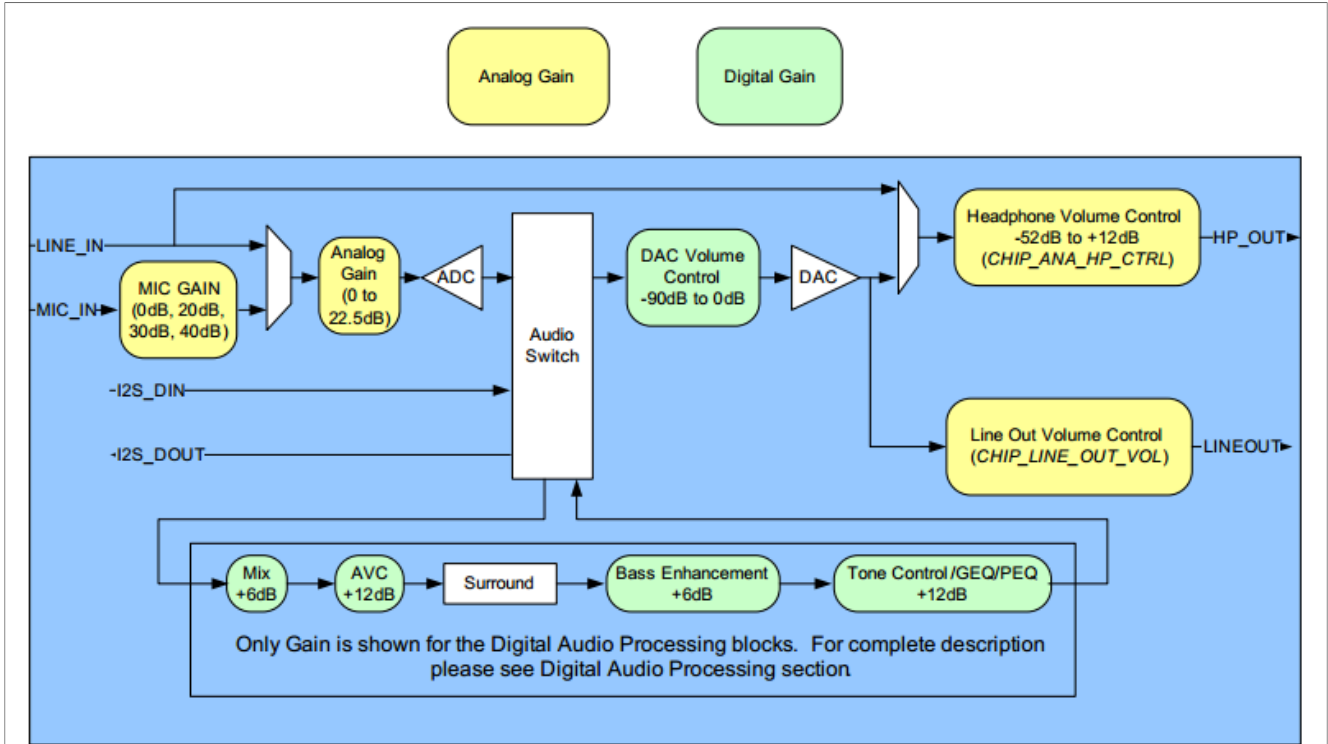 Analog Gain
Digital Gain
LINE_IN
MIC_IN
MIC GAIN
(0dB, 20dB,
30dB, 40dB)
Analog
Gain
(0 to
22.5dB)
ADC
Audio
Switch
DAC Volume
Control
-90dB to 0dB
DAC
Headphone Volume Control
-52dB to +12dB
(CHIP_ANA_HP_CTRL)
HP_OUT
I2S_DIN
I2S_DOUT
Line Out Volume Control
(CHIP_LINE_OUT_VOL)
LINEOUT
Mix
+6dB
AVC
+12dB
Surround
Bass Enhancement
+6dB
Tone Control/GEQ/PEQ
+12dB
Only Gain is shown for the Digital Audio Processing blocks. For complete description
please see Digital Audio Processing section.